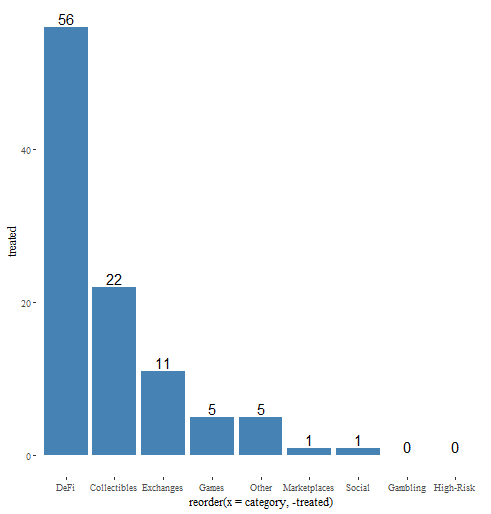 56
22
11
5
5
1
1
0
0
40
20
0
treated
DeFi
Collectibles
Exchanges
Games
Other
Marketplaces
Social
Gambling
High-Risk
reorder(x = category, -treated)